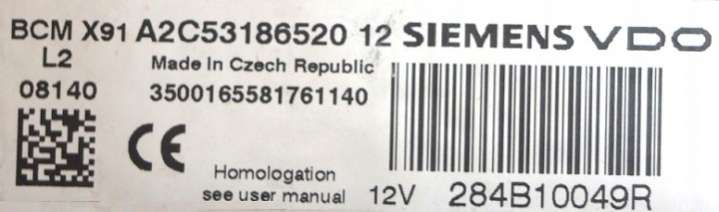 BCM X91 A2C53186520 12 SIEMENS VDO
L2
Made In Czech Republic
08140
3500165581761140
CE
Homologation
see user manual
12V
284B10049R